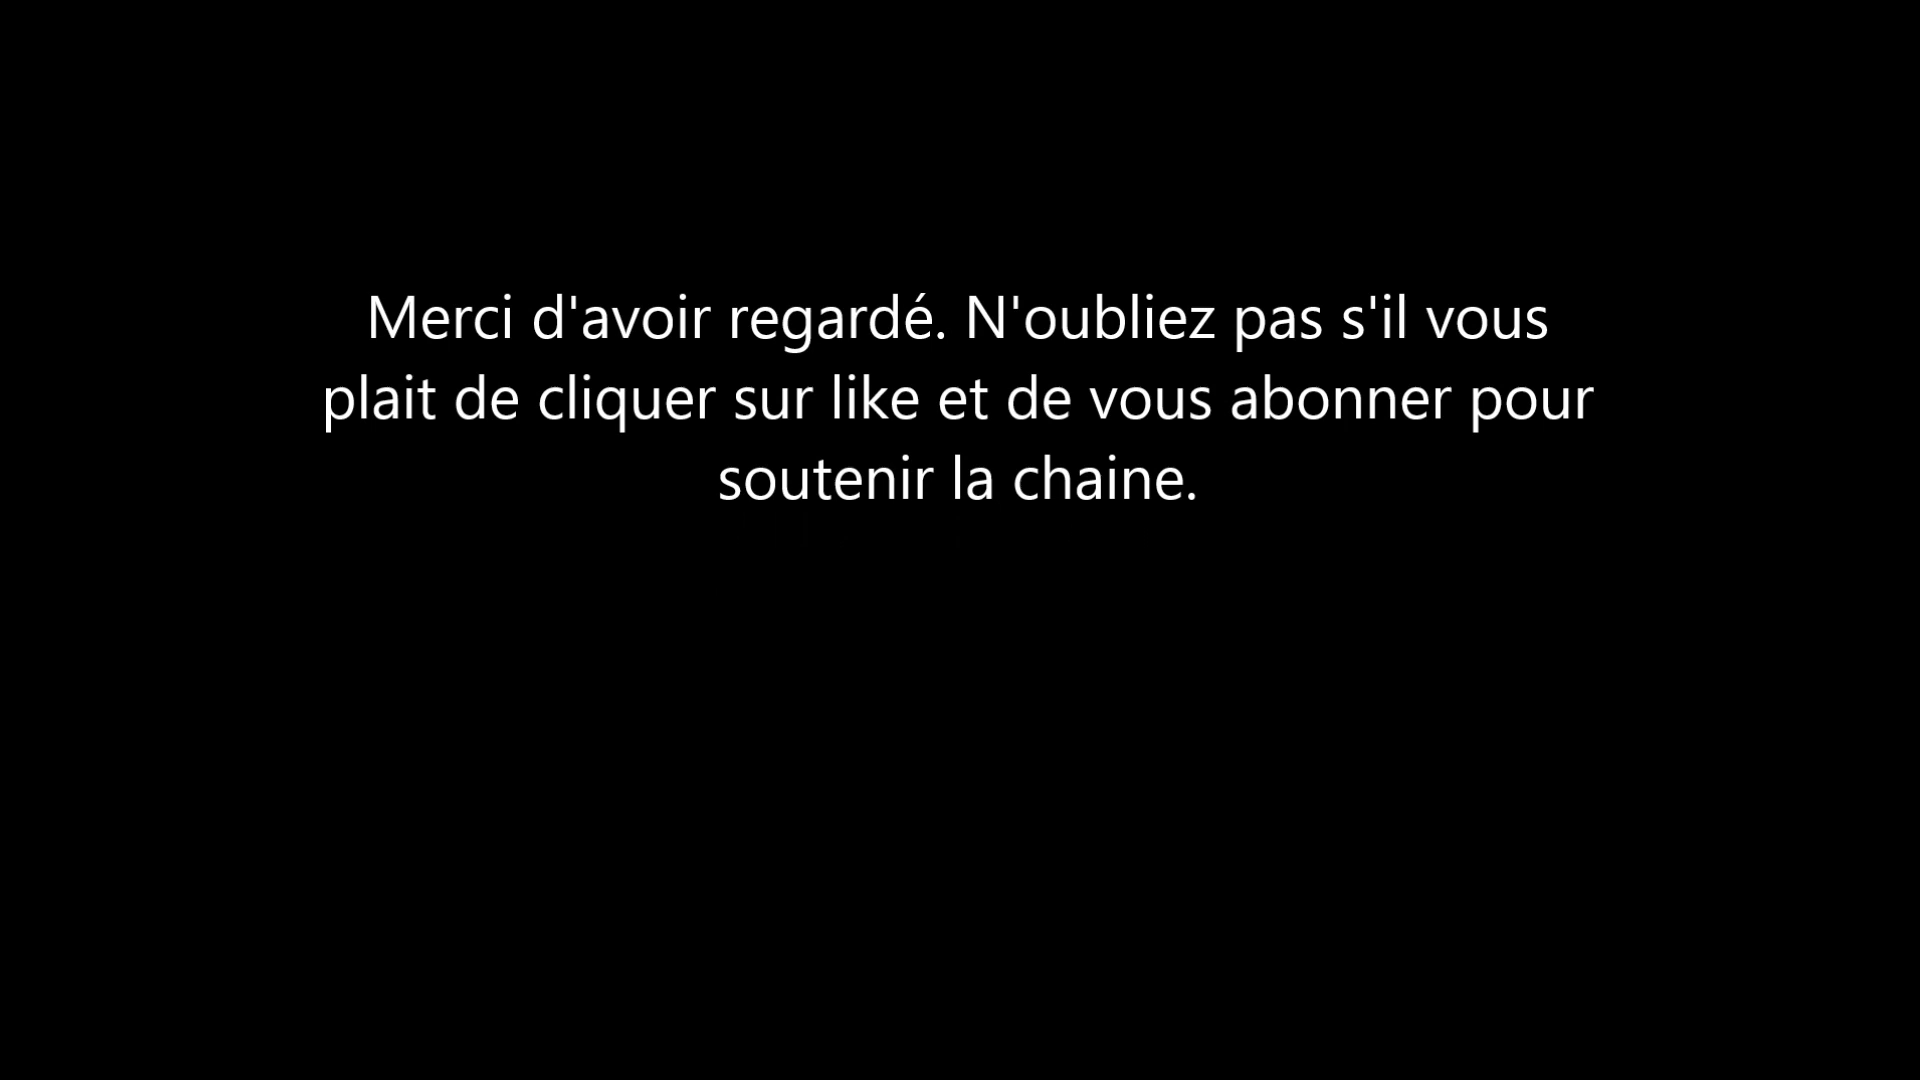 Merci d'avoir regardé. N'oubliez pas s'il vous
plait de cliquer sur like et de vous abonner pour
soutenir la chaine.